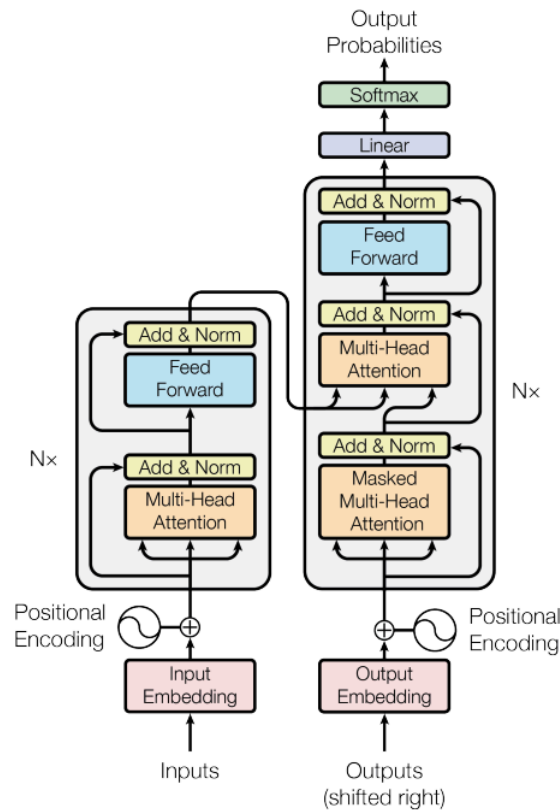 Output
Probabilities
Softmax
Linear
Add & Norm
Feed
Forward
Add & Norm
Multi-Head
Attention
Add & Norm
Masked
Multi-Head
Attention
Nx
Add & Norm
Feed
Forward
Add & Norm
Multi-Head
Attention
Nx
Positional
Encoding
Positional
Encoding
Input
Embedding
Output
Embedding
Inputs
Outputs
(shifted right)